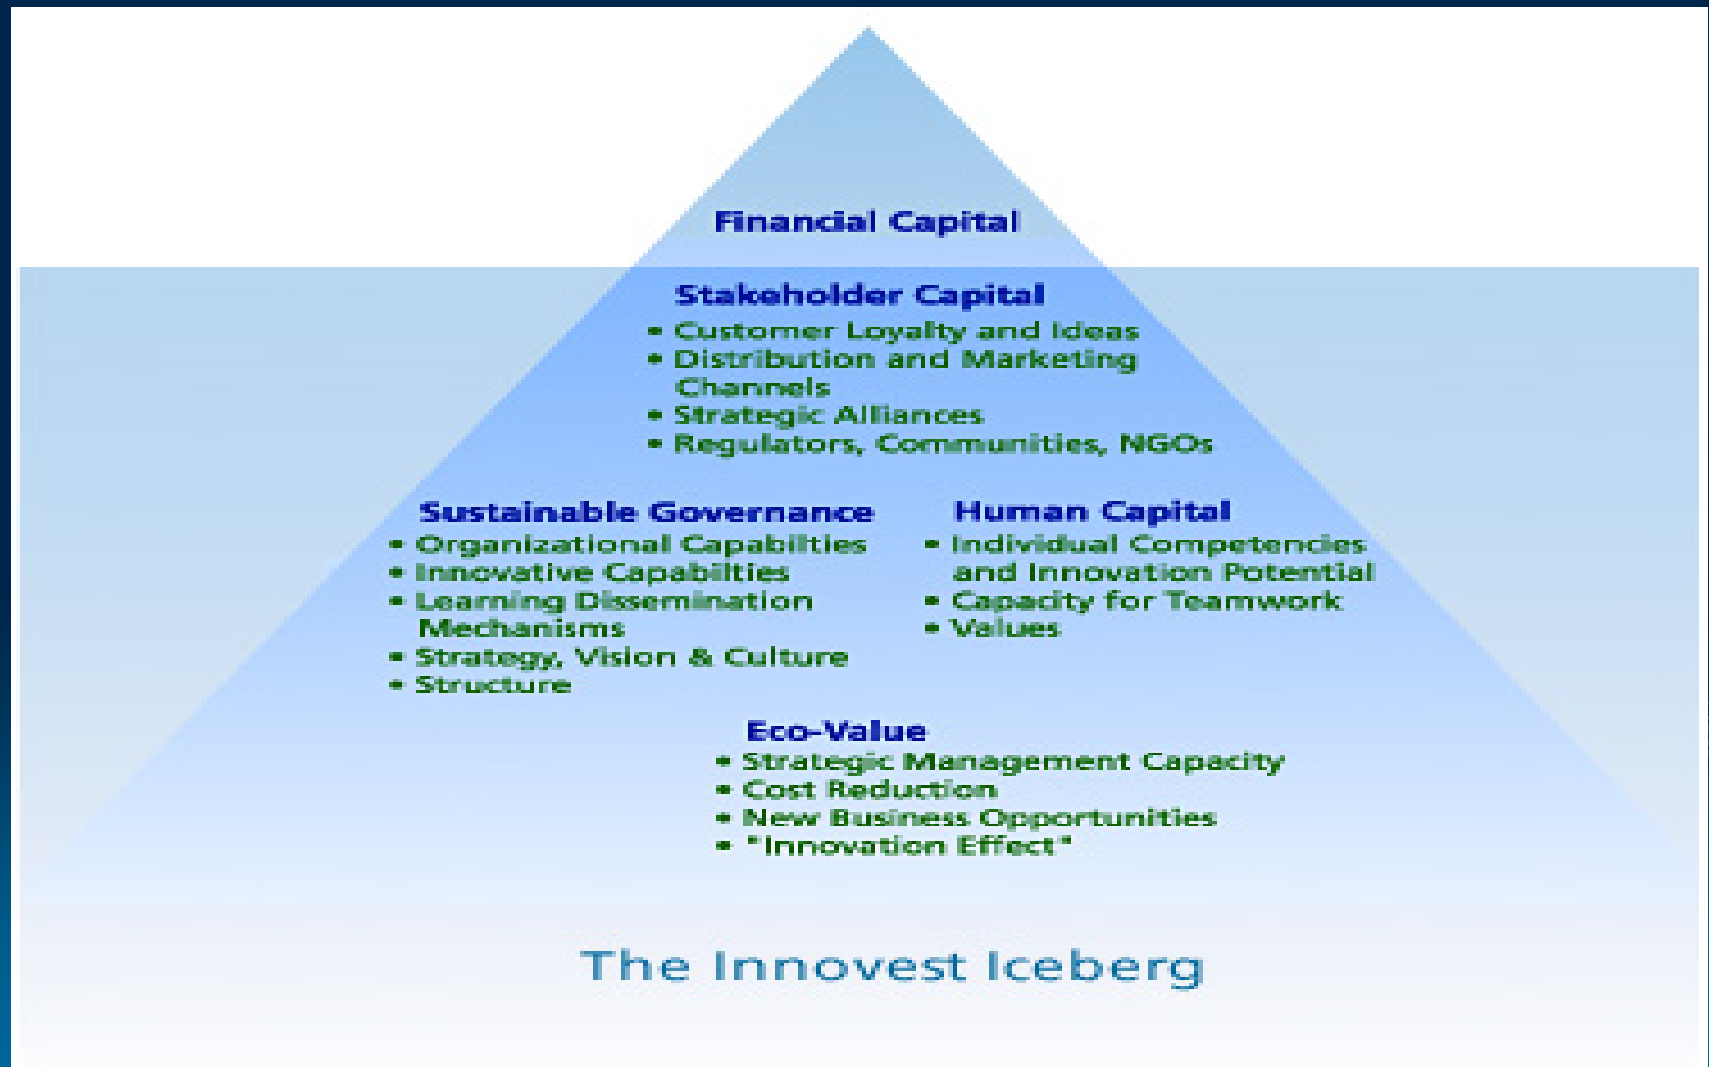 Financial Capital
Stakeholder Capital
• Customer Loyalty and Ideas
• Distribution and Marketing
Channels
• Strategic Alliances
• Regulators, Communities, NGOs
Sustainable Governance
• Organizational Capabilties
• Innovative Capabilties
• Learning Dissemination
Mechanisms
• Strategy, Vision & Culture
• Structure
Human Capital
• Individual Competencies
and Innovation Potential
• Capacity for Teamwork
• Values
Eco-Value
• Strategic Management Capacity
• Cost Reduction
• New Business Opportunities
• "Innovation Effect"
The Innovest Iceberg